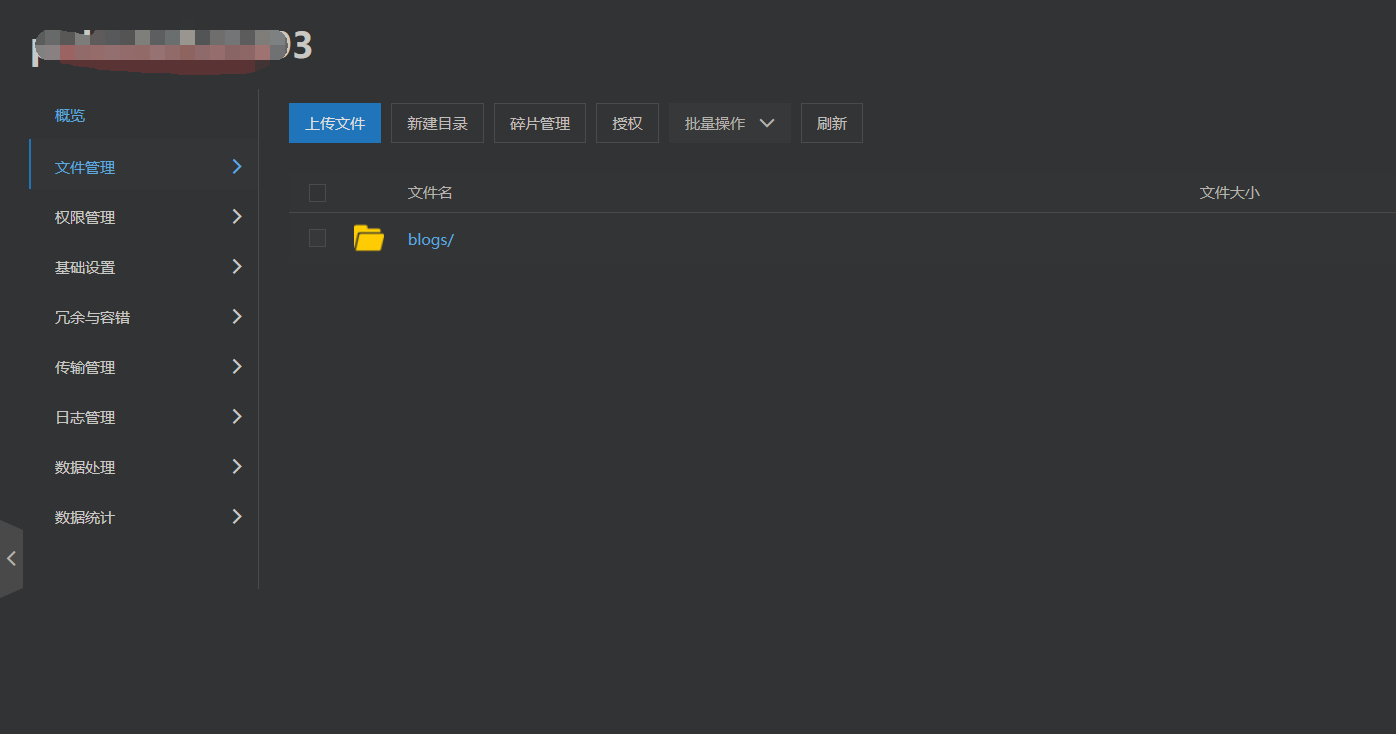 93
概览
文件管理
权限管理
基础设置
冗余与容错
传输管理
日志管理
数据处理
数据统计
上传文件 新建目录 碎片管理 授权 批量操作 刷新
文件名 文件大小
blogs/